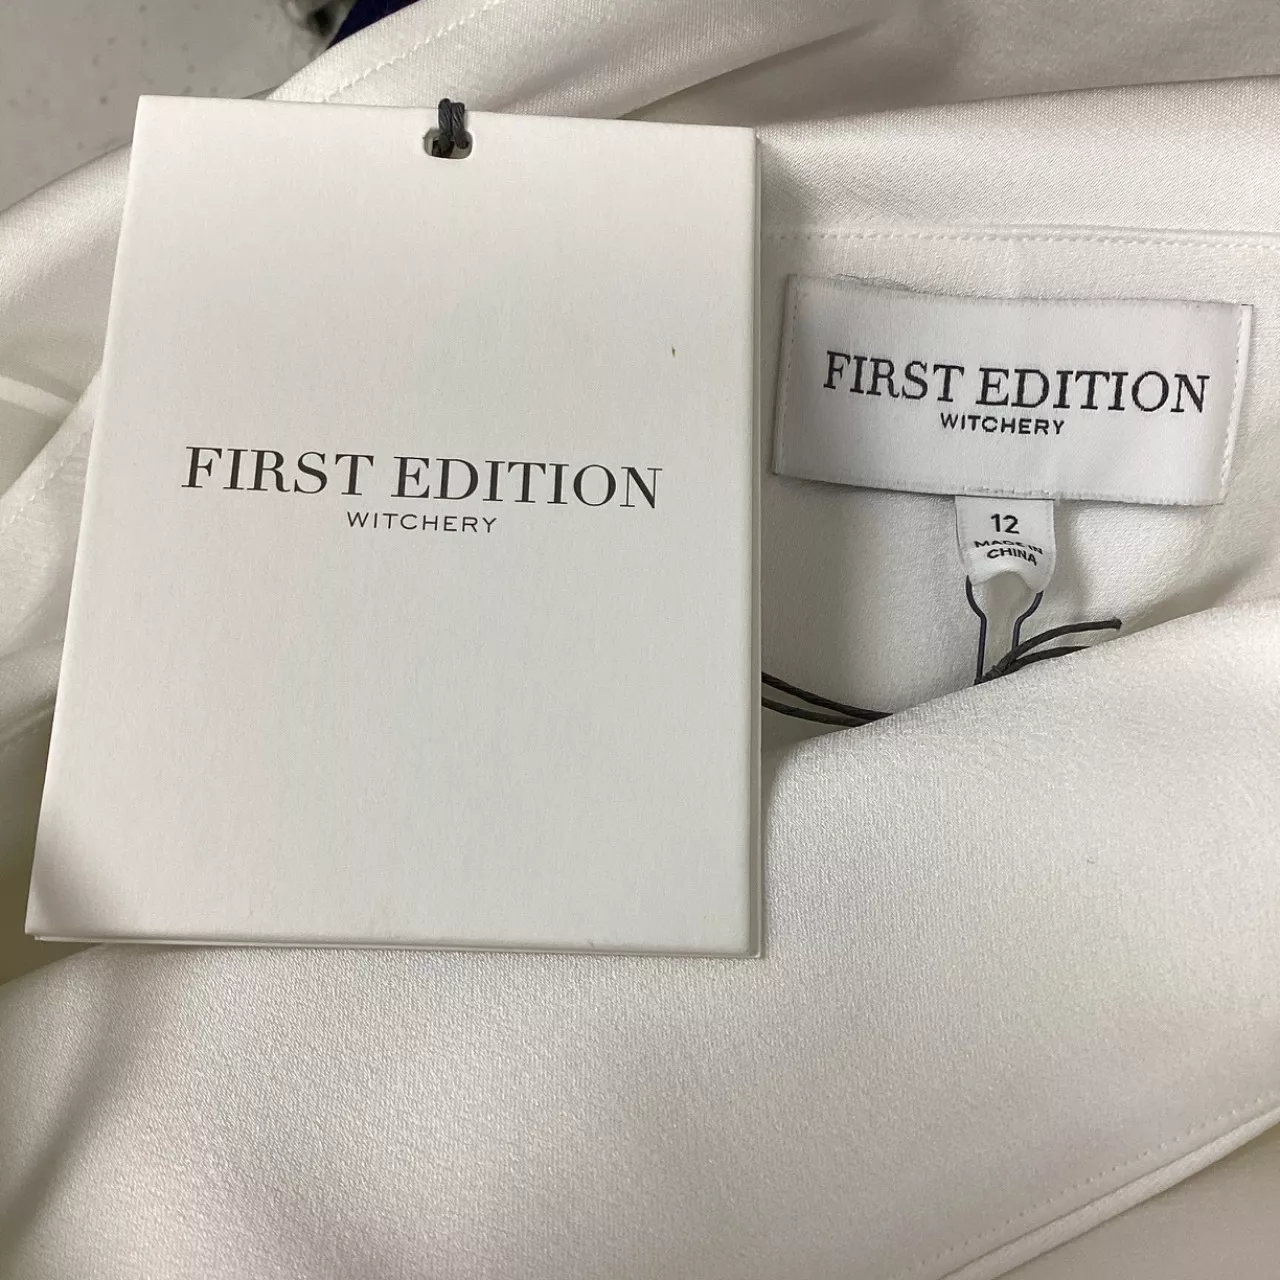 FIRST EDITION
WITCHERY
FIRST EDITION
WITCHERY
12
MADE IN
CHINA